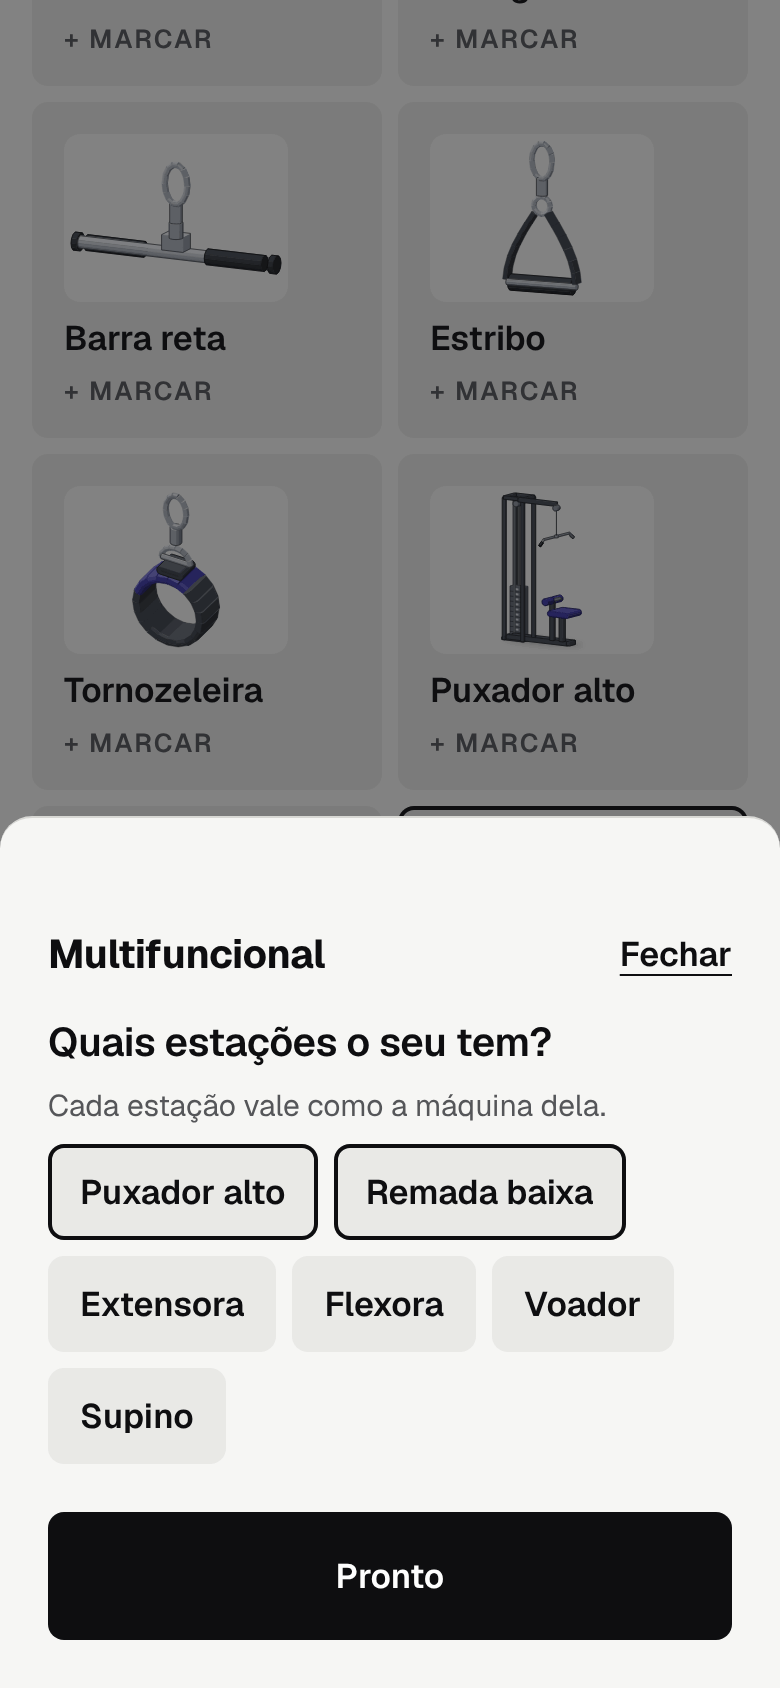 + MARCAR
+ MARCAR
Barra reta
Estribo
+ MARCAR
+ MARCAR
Tornozeleira
Puxador alto
+ MARCAR
+ MARCAR
Multifuncional
Fechar
Quais estações o seu tem?
Cada estação vale como a máquina dela.
Puxador alto
Remada baixa
Extensora
Flexora
Voador
Supino
Pronto